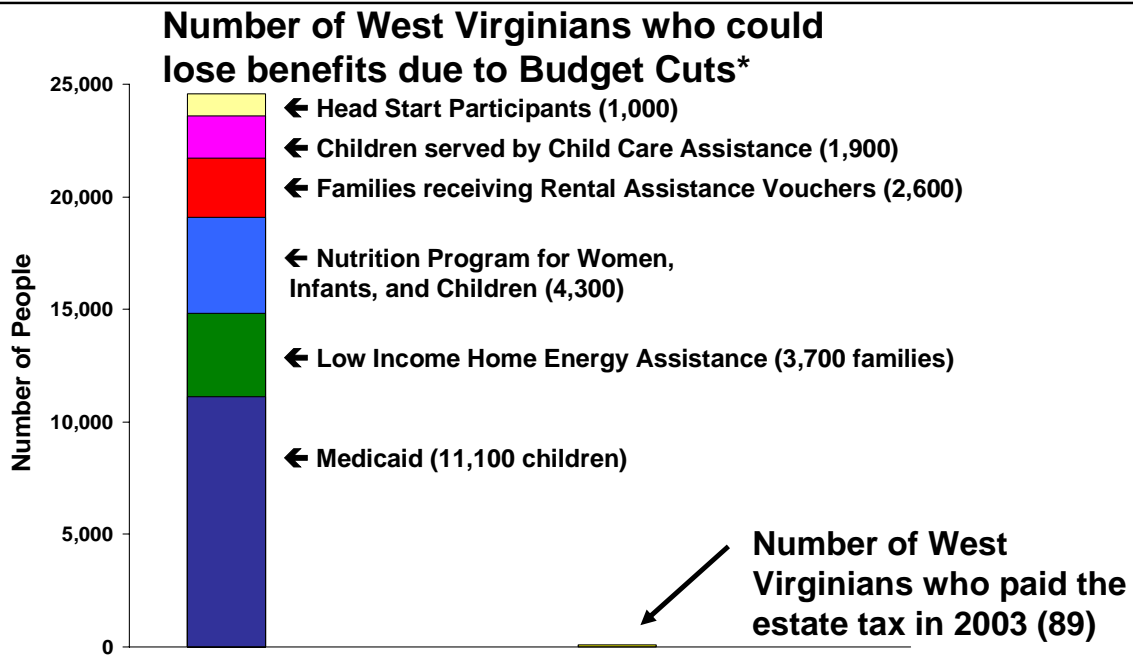 Number of West Virginians who could
lose benefits due to Budget Cuts*
Number of People
25,000
20,000
15,000
10,000
5,000
0
← Head Start Participants (1,000)
← Children served by Child Care Assistance (1,900)
← Families receiving Rental Assistance Vouchers (2,600)
← Nutrition Program for Women,
Infants, and Children (4,300)
← Low Income Home Energy Assistance (3,700 families)
← Medicaid (11,100 children)
Number of West
Virginians who paid the
estate tax in 2003 (89)